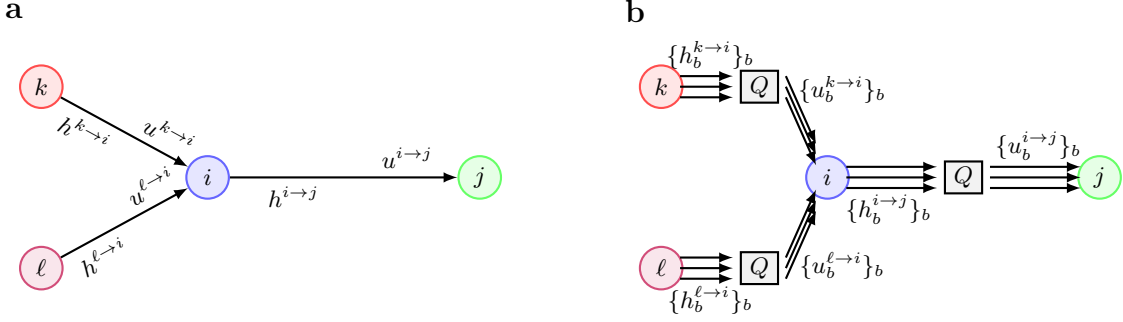 a
k
h^{k→i}
u^{k→i}
u^{ℓ→i}
i
h^{i→j}
u^{i→j}
j
ℓ
h^{ℓ→i}
b
{h_b^{k→i}}_b
k
Q
{u_b^{k→i}}_b
i
{h_b^{i→j}}_b
Q
{u_b^{i→j}}_b
j
ℓ
{h_b^{ℓ→i}}_b
Q
{u_b^{ℓ→i}}_b